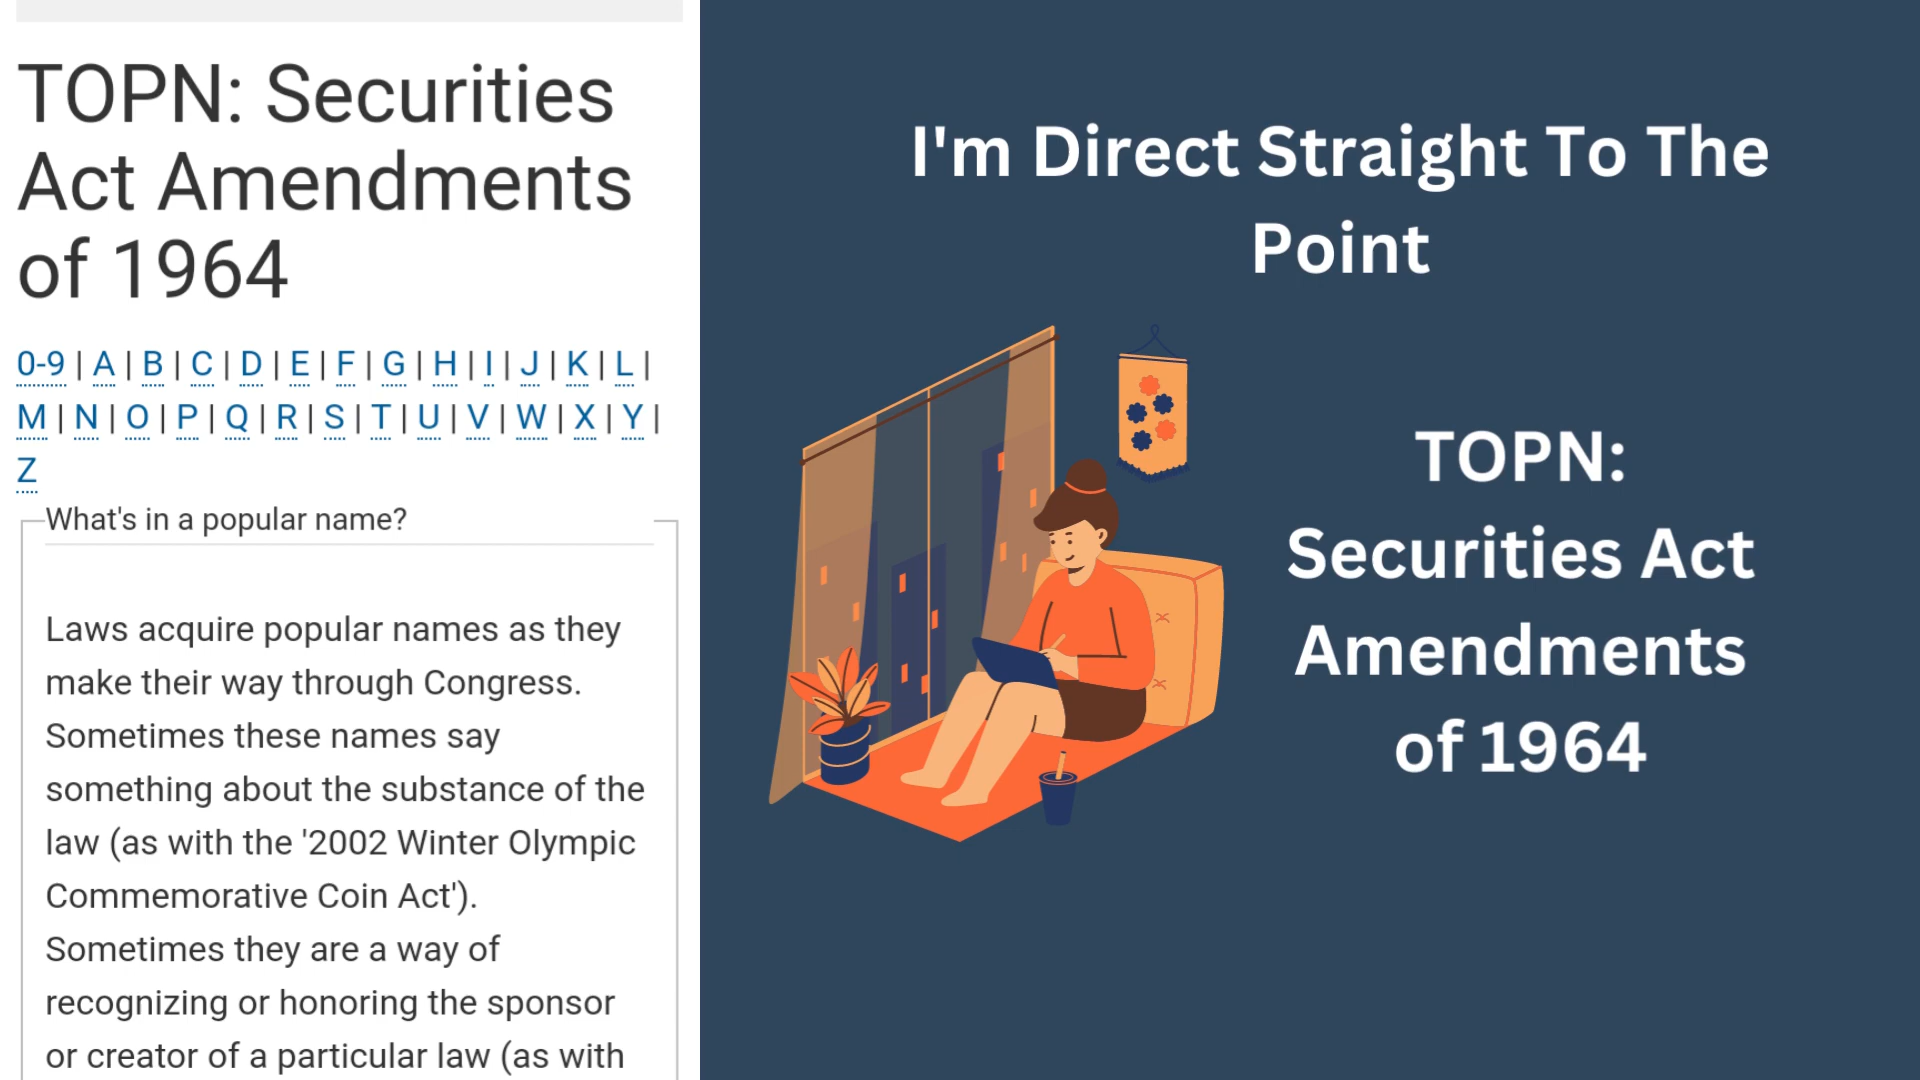 TOPN: Securities
Act Amendments
of 1964
0-9 | A | B | C | D | E | F | G | H | I | J | K | L |
M | N | O | P | Q | R | S | T | U | V | W | X | Y |
Z
What's in a popular name?
Laws acquire popular names as they
make their way through Congress.
Sometimes these names say
something about the substance of the
law (as with the '2002 Winter Olympic
Commemorative Coin Act').
Sometimes they are a way of
recognizing or honoring the sponsor
or creator of a particular law (as with
I'm Direct Straight To The
Point
TOPN:
Securities Act
Amendments
of 1964